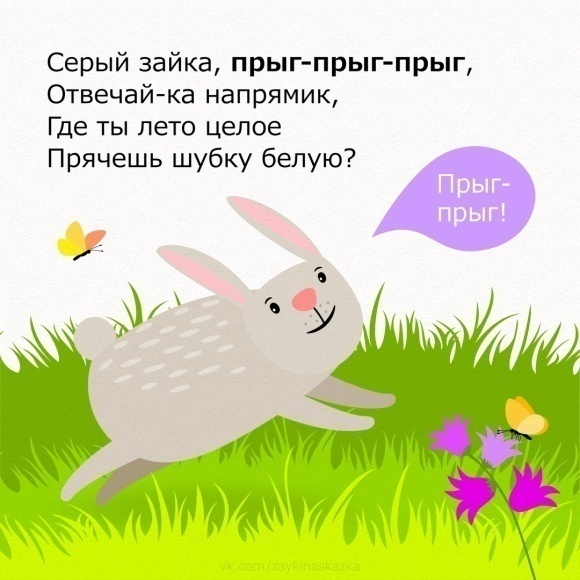 Серый зайка, прыг-прыг-прыг,
Отвечай-ка напрямик,
Где ты лето целое
Прячешь шубку белую?
Прыг-
прыг!
vk.com/zaykinaskazka